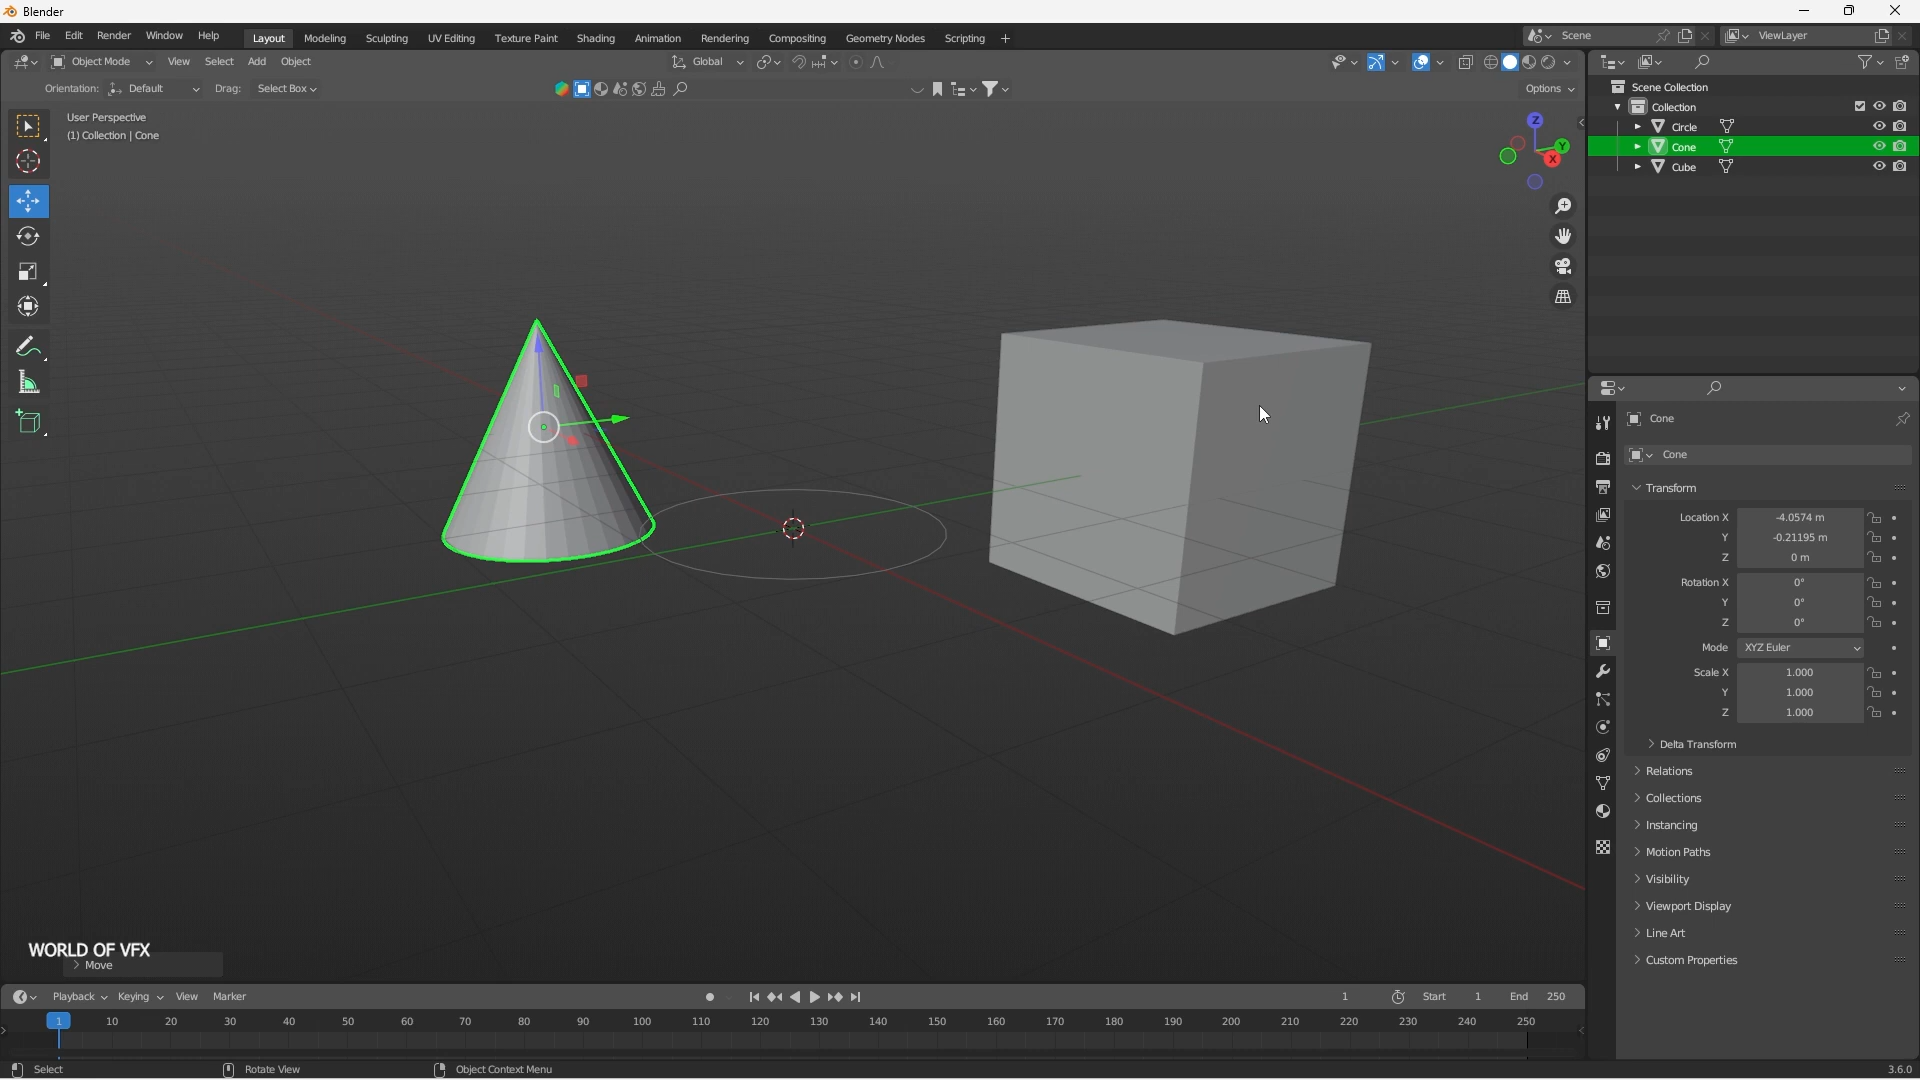 Blender
File Edit Render Window Help Layout Modeling Sculpting UV Editing Texture Paint Shading Animation Rendering Compositing Geometry Nodes Scripting + Scene ViewLayer
Object Mode View Select Add Object Global
Orientation: Default Drag: Select Box Options
User Perspective
(1) Collection | Cone
Z
Y
X
Scene Collection
Collection
Circle
Cone
Cube
Cone
Cone
Transform
Location X -4.0574 m
Y -0.21195 m
Z 0 m
Rotation X 0°
Y 0°
Z 0°
Mode XYZ Euler
Scale X 1.000
Y 1.000
Z 1.000
Delta Transform
Relations
Collections
Instancing
Motion Paths
Visibility
Viewport Display
Line Art
Custom Properties
WORLD OF VFX
Move
Playback Keying View Marker 1 Start 1 End 250
1 10 20 30 40 50 60 70 80 90 100 110 120 130 140 150 160 170 180 190 200 210 220 230 240 250
Select Rotate View Object Context Menu 3.6.0